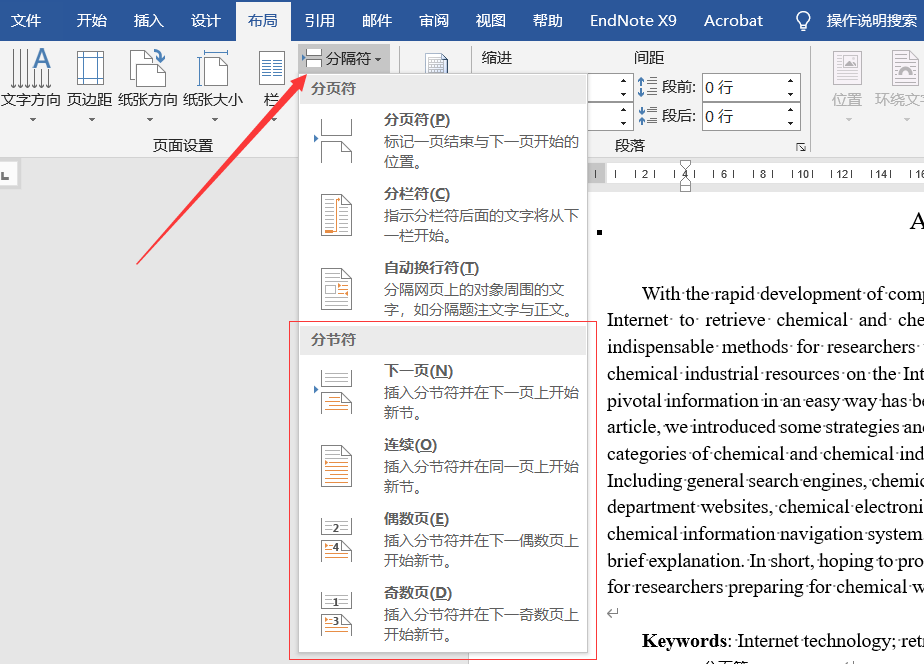 文件 开始 插入 设计 布局 引用 邮件 审阅 视图 帮助 EndNote X9 Acrobat 操作说明搜索
分隔符 缩进 间距
文字方向 页边距 纸张方向 纸张大小 栏 段前: 0 行 位置 环绕文
段后: 0 行
页面设置 段落
分页符
分页符(P)
标记一页结束与下一页开始的
位置。
分栏符(C)
指示分栏符后面的文字将从下
一栏开始。
自动换行符(T)
分隔网页上的对象周围的文
字，如分隔题注文字与正文。
分节符
下一页(N)
插入分节符并在下一页上开始
新节。
连续(O)
插入分节符并在同一页上开始
新节。
偶数页(E)
2
4
插入分节符并在下一偶数页上
开始新节。
奇数页(D)
1
3
插入分节符并在下一奇数页上
开始新节。
2 4 6 8 10 12 14 16
A
With the rapid development of comp
Internet to retrieve chemical and che
indispensable methods for researchers
chemical industrial resources on the Int
pivotal information in an easy way has be
article, we introduced some strategies and
categories of chemical and chemical ind
Including general search engines, chemic
department websites, chemical electroni
chemical information navigation system.
brief explanation. In short, hoping to pro
for researchers preparing for chemical w
Keywords: Internet technology; retr